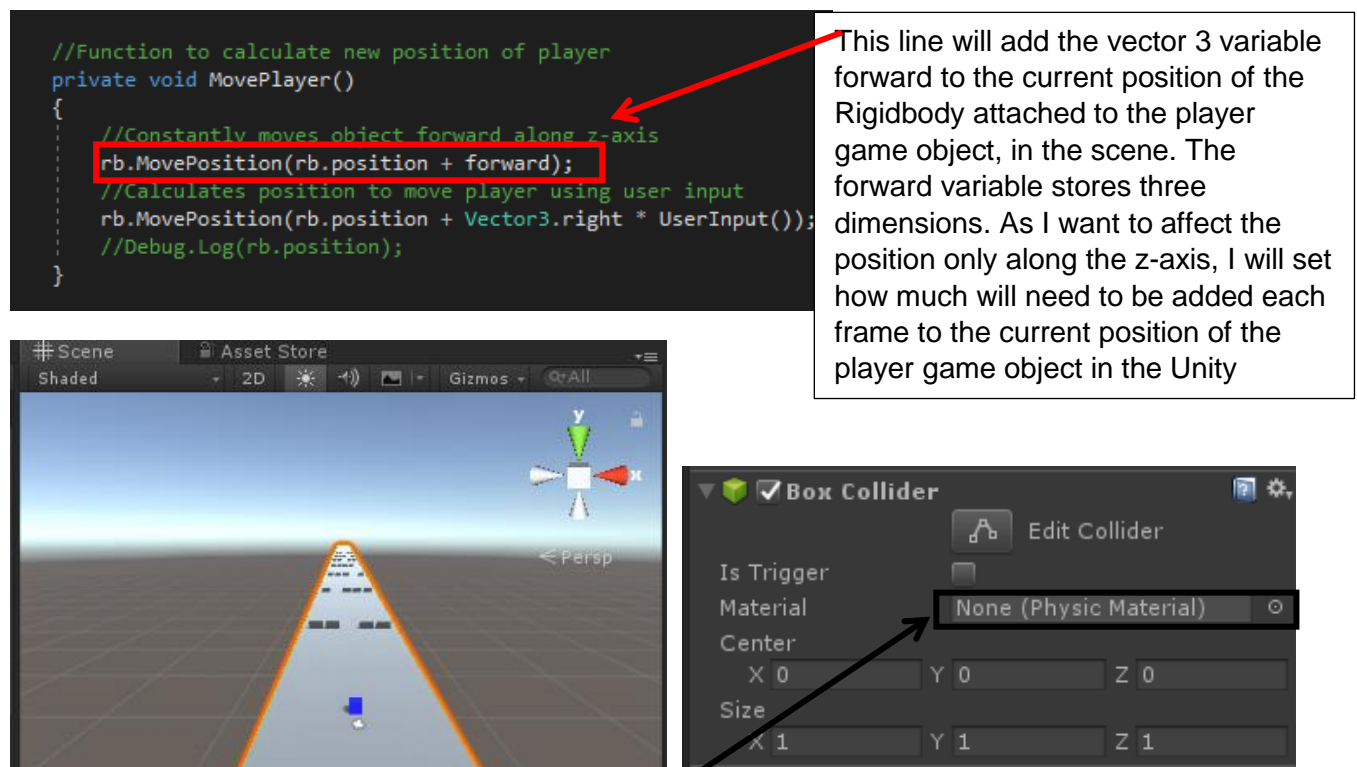 //Function to calculate new position of player
private void MovePlayer()
{
//Constantly moves object forward along z-axis
rb.MovePosition(rb.position + forward);
//Calculates position to move player using user input
rb.MovePosition(rb.position + Vector3.right * UserInput());
//Debug.Log(rb.position);
}
This line will add the vector 3 variable
forward to the current position of the
Rigidbody attached to the player
game object, in the scene. The
forward variable stores three
dimensions. As I want to affect the
position only along the z-axis, I will set
how much will need to be added each
frame to the current position of the
player game object in the Unity
Scene Asset Store
Shaded 2D Gizmos All
y
x
Persp
Box Collider
Edit Collider
Is Trigger
Material None (Physic Material)
Center
X 0 Y 0 Z 0
Size
X 1 Y 1 Z 1